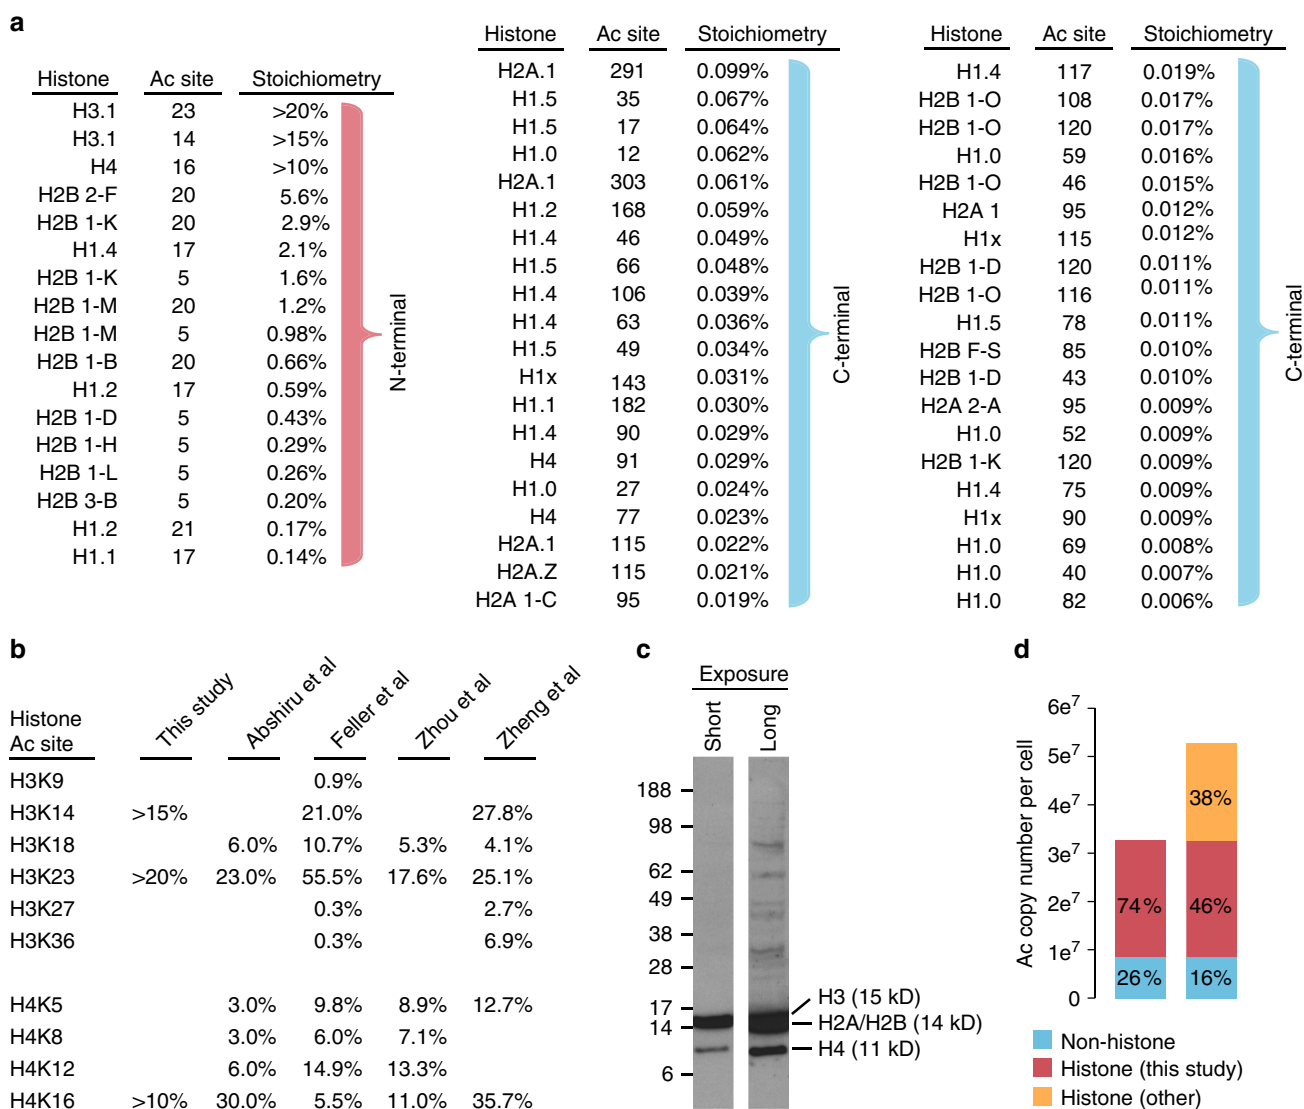 a
Histone Ac site Stoichiometry
H3.1 23 >20%
H3.1 14 >15%
H4 16 >10%
H2B 2-F 20 5.6%
H2B 1-K 20 2.9%
H1.4 17 2.1%
H2B 1-K 5 1.6%
H2B 1-M 20 1.2%
H2B 1-M 5 0.98%
H2B 1-B 20 0.66%
H1.2 17 0.59%
H2B 1-D 5 0.43%
H2B 1-H 5 0.29%
H2B 1-L 5 0.26%
H2B 3-B 5 0.20%
H1.2 21 0.17%
H1.1 17 0.14%
N-terminal
Histone Ac site Stoichiometry
H2A.1 291 0.099%
H1.5 35 0.067%
H1.5 17 0.064%
H1.0 12 0.062%
H2A.1 303 0.061%
H1.2 168 0.059%
H1.4 46 0.049%
H1.5 66 0.048%
H1.4 106 0.039%
H1.4 63 0.036%
H1.5 49 0.034%
H1x 143 0.031%
H1.1 182 0.030%
H1.4 90 0.029%
H4 91 0.029%
H1.0 27 0.024%
H4 77 0.023%
H2A.1 115 0.022%
H2A.Z 115 0.021%
H2A 1-C 95 0.019%
C-terminal
Histone Ac site Stoichiometry
H1.4 117 0.019%
H2B 1-O 108 0.017%
H2B 1-O 120 0.017%
H1.0 59 0.016%
H2B 1-O 46 0.015%
H2A 1 95 0.012%
H1x 115 0.012%
H2B 1-D 120 0.011%
H2B 1-O 116 0.011%
H1.5 78 0.011%
H2B F-S 85 0.010%
H2B 1-D 43 0.010%
H2A 2-A 95 0.009%
H1.0 52 0.009%
H2B 1-K 120 0.009%
H1.4 75 0.009%
H1x 90 0.009%
H1.0 69 0.008%
H1.0 40 0.007%
H1.0 82 0.006%
C-terminal
b
Histone
Ac site This study Abshiru et al Feller et al Zhou et al Zheng et al
H3K9 0.9%
H3K14 >15% 21.0% 27.8%
H3K18 6.0% 10.7% 5.3% 4.1%
H3K23 >20% 23.0% 55.5% 17.6% 25.1%
H3K27 0.3% 2.7%
H3K36 0.3% 6.9%
H4K5 3.0% 9.8% 8.9% 12.7%
H4K8 3.0% 6.0% 7.1%
H4K12 6.0% 14.9% 13.3%
H4K16 >10% 30.0% 5.5% 11.0% 35.7%
c
Exposure
Short Long
188
98
62
49
38
28
17
14
6
H3 (15 kD)
H2A/H2B (14 kD)
H4 (11 kD)
d
Ac copy number per cell
6e7
5e7
4e7
3e7
2e7
1e7
0
74%
26%
38%
46%
16%
Non-histone
Histone (this study)
Histone (other)